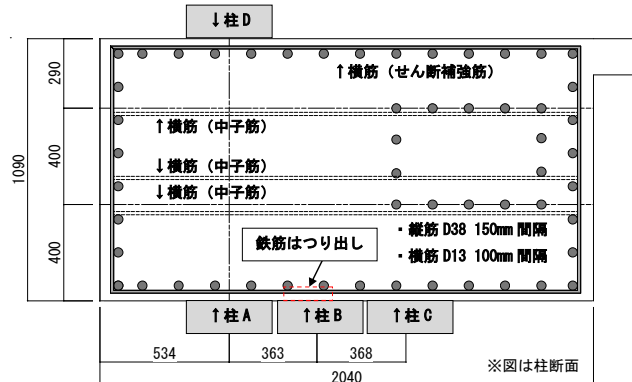 ↓柱D
290
↑横筋（せん断補強筋）
↑横筋（中子筋）
400
1090
↓横筋（中子筋）
↓横筋（中子筋）
・縦筋 D38 150mm 間隔
鉄筋はつり出し
・横筋 D13 100mm 間隔
400
↑柱A
↑柱B
↑柱C
534
363
368
※図は柱断面
2040